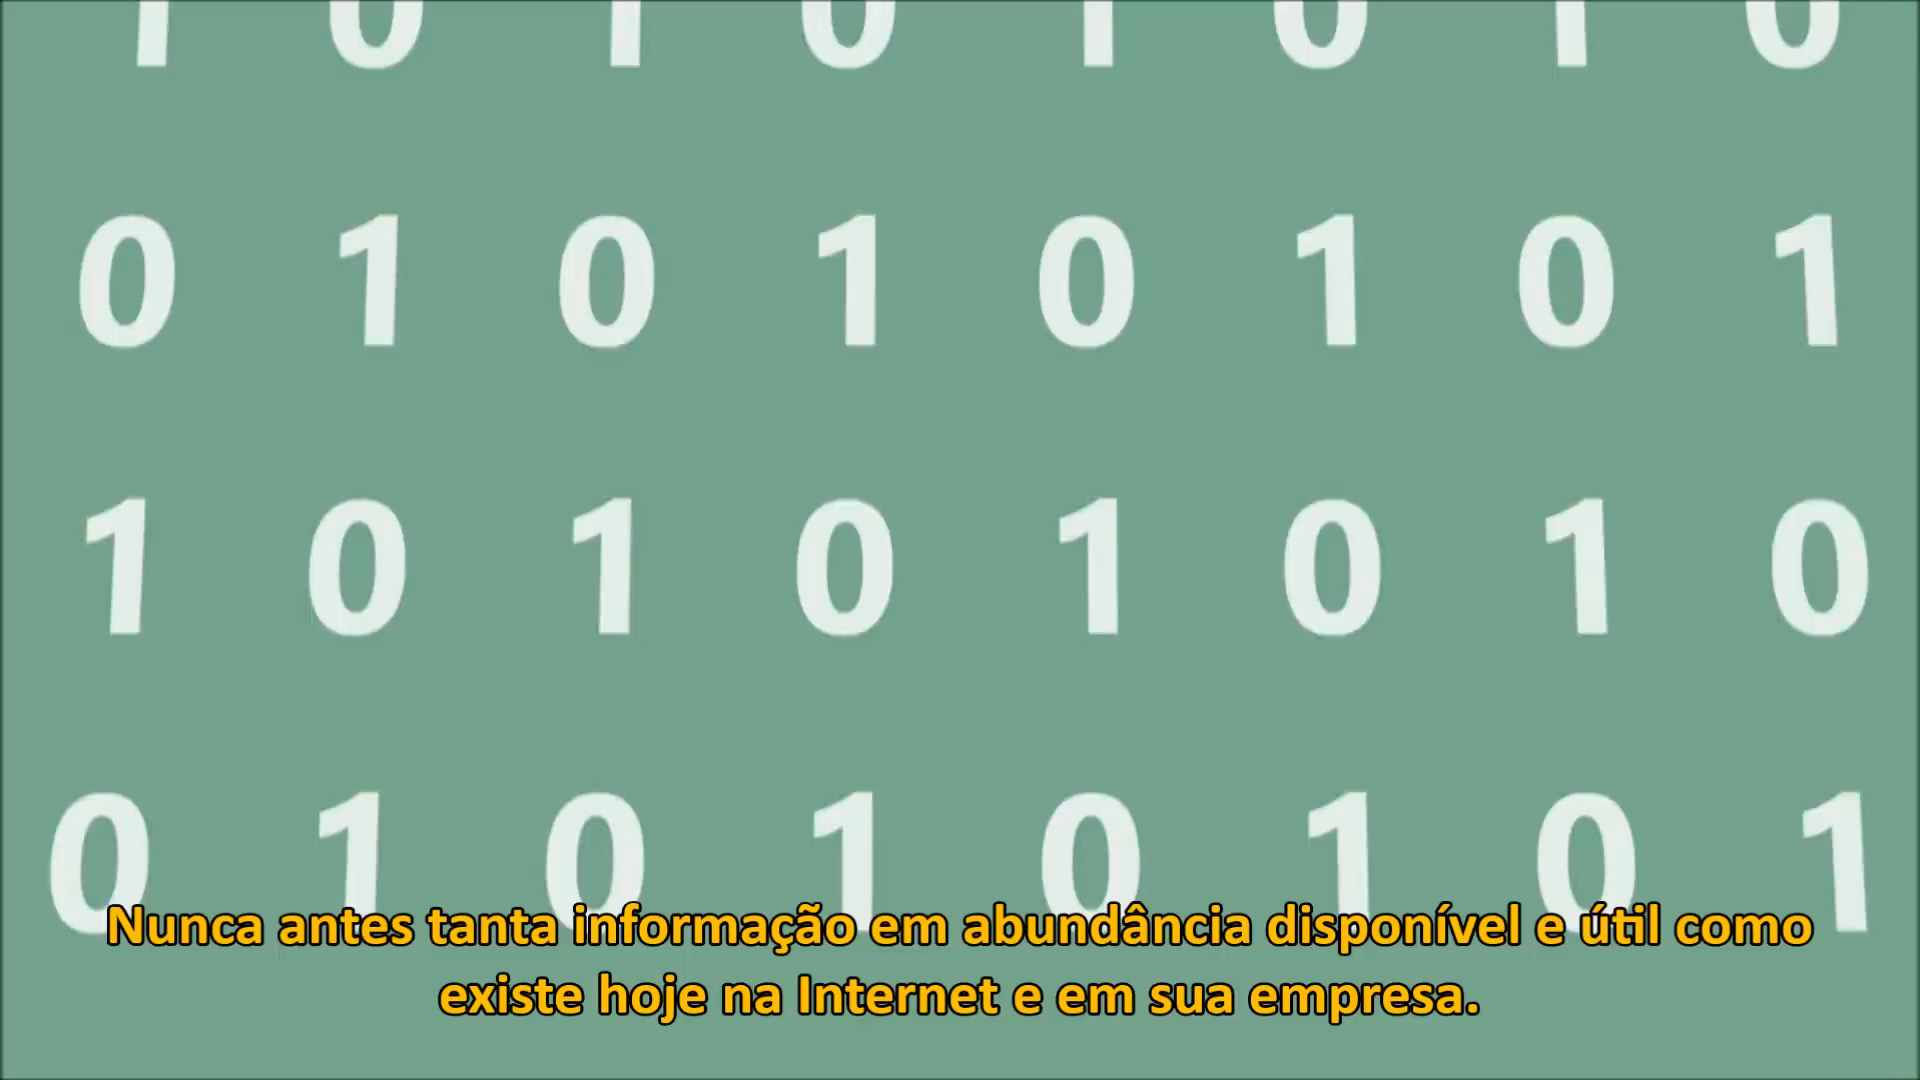 1 0 1 0 1 0 1 0
0 1 0 1 0 1 0 1
1 0 1 0 1 0 1 0
0 1 0 1 0 1 0 1
Nunca antes tanta informação em abundância disponível e útil como
existe hoje na Internet e em sua empresa.